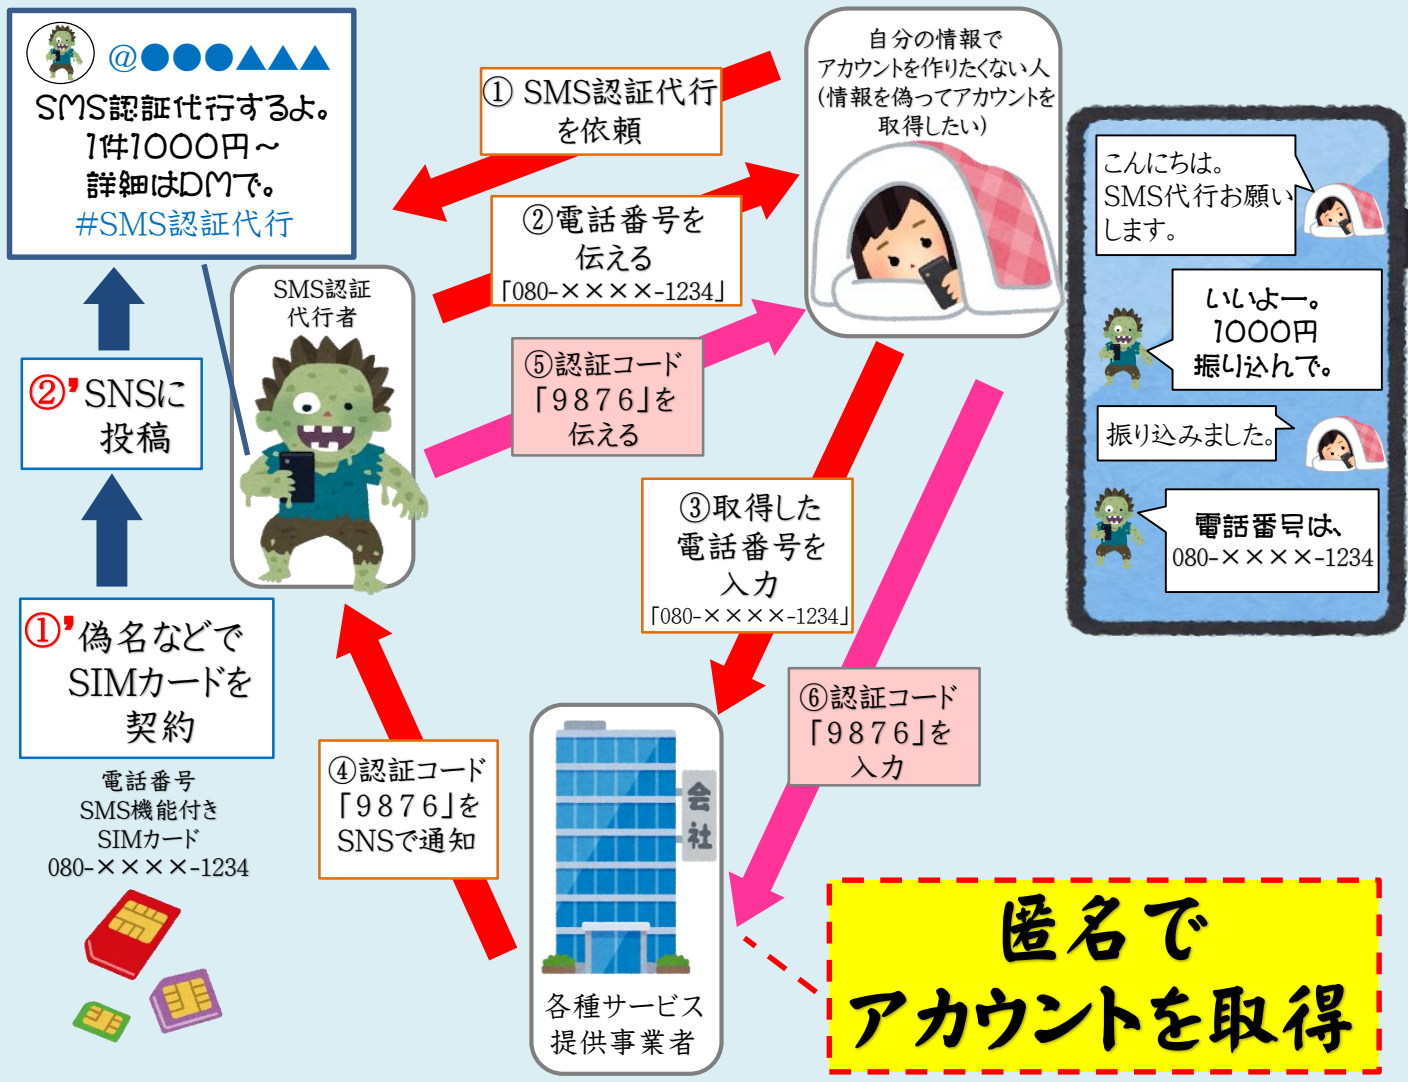 @●●●▲▲▲
SMS認証代行するよ。
1件1000円～
詳細はDMで。
#SMS認証代行
②'SNSに
投稿
①'偽名などで
SIMカードを
契約
電話番号
SMS機能付き
SIMカード
080-××××-1234
SMS認証
代行者
① SMS認証代行
を依頼
②電話番号を
伝える
「080-××××-1234」
⑤認証コード
「9876」を
伝える
自分の情報で
アカウントを作りたくない人
(情報を偽ってアカウントを
取得したい)
③取得した
電話番号を
入力
「080-××××-1234」
④認証コード
「9876」を
SNSで通知
⑥認証コード
「9876」を
入力
会社
各種サービス
提供事業者
こんにちは。
SMS代行お願い
します。
いいよー。
1000円
振り込んで。
振り込みました。
電話番号は、
080-××××-1234
匿名で
アカウントを取得